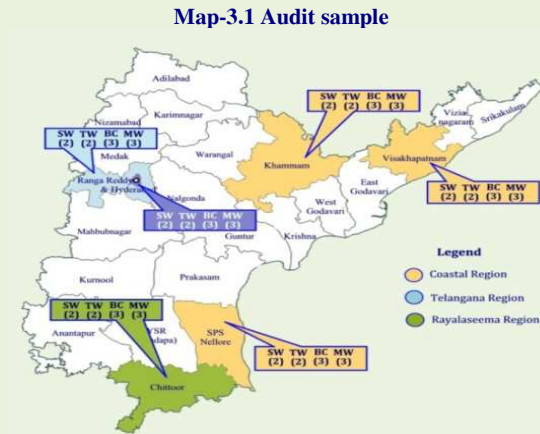 Map-3.1 Audit sample
Adilabad
SW TW BC MW
(2) (2) (3) (3)
Nizamabad
Karimnagar
Vizia-
nagaram
Srikakulam
SW TW BC MW
(2) (2) (3) (3)
Medak
Warangal
Khammam
Visakhapatnam
Ranga Reddy
& Hyderabad
Nalgonda
East
Godavari
SW TW BC MW
(2) (2) (3) (3)
West
Godavari
SW TW BC MW
(2) (2) (3) (3)
Mahbubnagar
Guntur
Krishna
Legend
Coastal Region
Telangana Region
Rayalaseema Region
Kurnool
Prakasam
SW TW BC MW
(2) (2) (3) (3)
Anantapur
YSR
SPS
Nellore
SW TW BC MW
(2) (2) (3) (3)
Chittoor